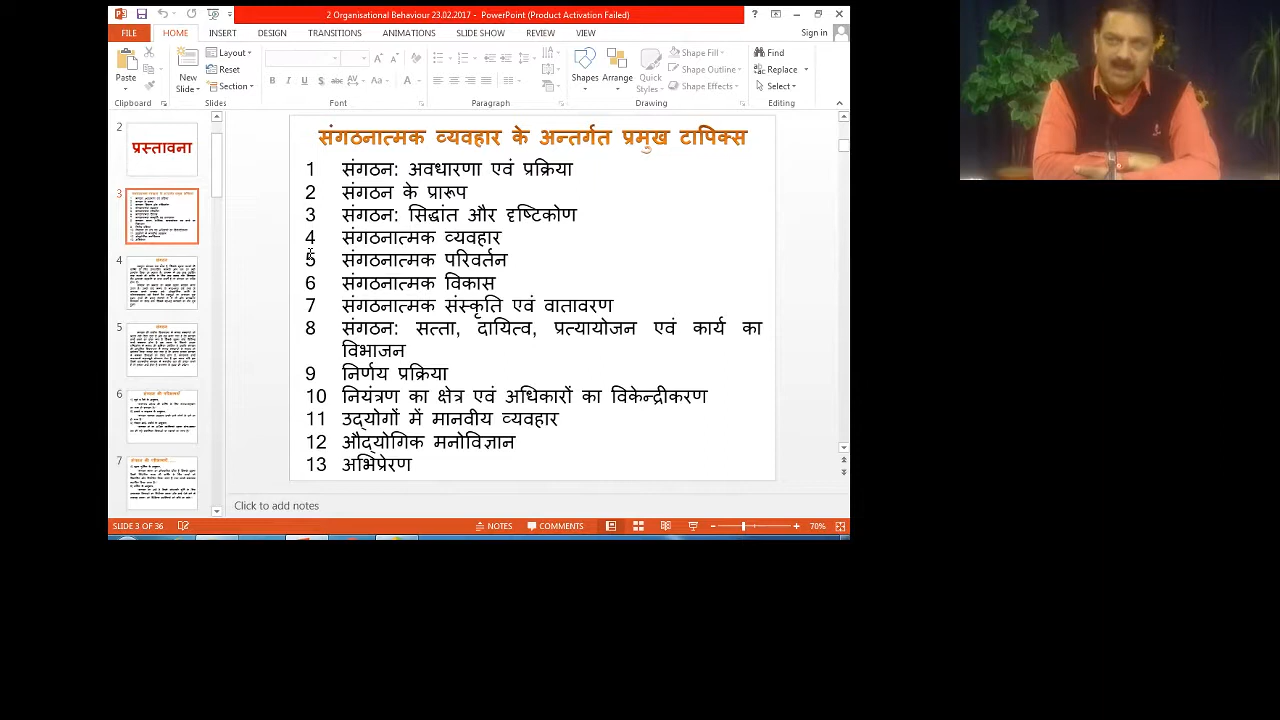 2 Organisational Behaviour 23.02.2017 - PowerPoint (Product Activation Failed)
FILE HOME INSERT DESIGN TRANSITIONS ANIMATIONS SLIDE SHOW REVIEW VIEW Sign in
Paste
New Slide
Layout
Reset
Section
Shapes
Arrange
Quick Styles
Shape Fill
Shape Outline
Shape Effects
Find
Replace
Select
Clipboard Slides Font Paragraph Drawing Editing
2
प्रस्तावना
3
4
5
6
7
संगठनात्मक व्यवहार के अन्तर्गत प्रमुख टापिक्स
1 संगठन: अवधारणा एवं प्रक्रिया
2 संगठन के प्रारूप
3 संगठन: सिद्धांत और दृष्टिकोण
4 संगठनात्मक व्यवहार
5 संगठनात्मक परिवर्तन
6 संगठनात्मक विकास
7 संगठनात्मक संस्कृति एवं वातावरण
8 संगठन: सत्ता, दायित्व, प्रत्यायोजन एवं कार्य का
विभाजन
9 निर्णय प्रक्रिया
10 नियंत्रण का क्षेत्र एवं अधिकारों का विकेन्द्रीकरण
11 उद्योगों में मानवीय व्यवहार
12 औद्योगिक मनोविज्ञान
13 अभिप्रेरण
Click to add notes
SLIDE 3 OF 36 NOTES COMMENTS 70%